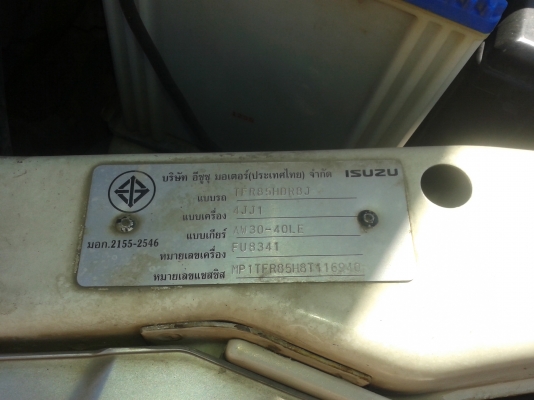 บริษัท อีซูซุ มอเตอร์(ประเทศไทย) จำกัด ISUZU
แบบรถ
แบบเครื่อง 4JJ1
แบบเกียร์ AW30-40LE
มอก.2155-2546
หมายเลขเครื่อง FU8341
หมายเลขแชสซีส